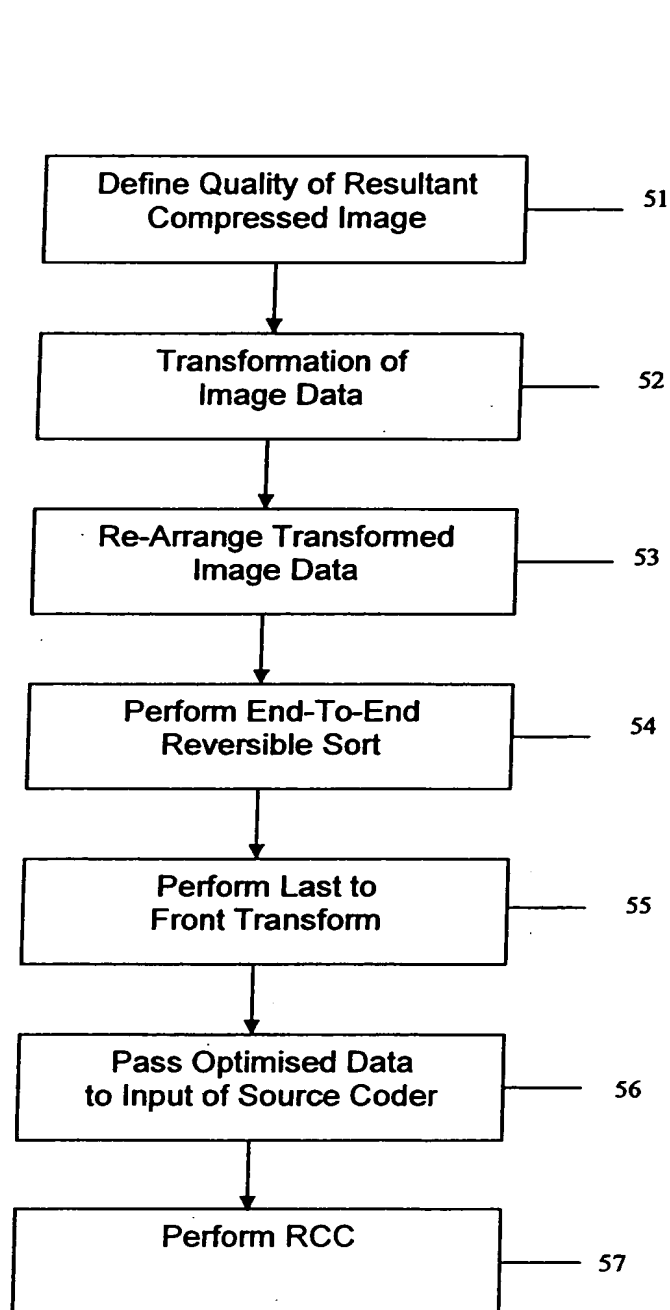 Define Quality of Resultant
Compressed Image
51
Transformation of
Image Data
52
Re-Arrange Transformed
Image Data
53
Perform End-To-End
Reversible Sort
54
Perform Last to
Front Transform
55
Pass Optimised Data
to Input of Source Coder
56
Perform RCC
57